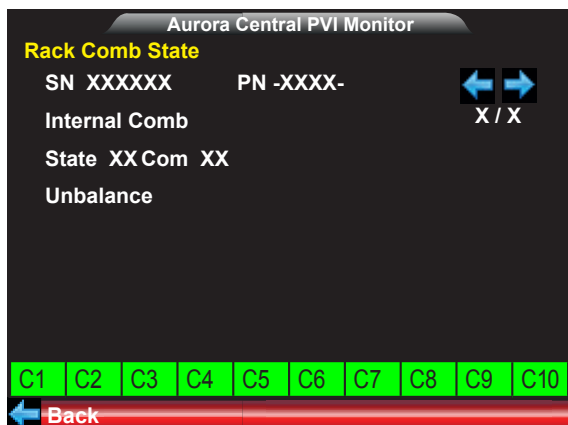 Aurora Central PVI Monitor
Rack Comb State
SN XXXXXX PN -XXXX-
Internal Comb X / X
State XX Com XX
Unbalance
C1 C2 C3 C4 C5 C6 C7 C8 C9 C10
Back